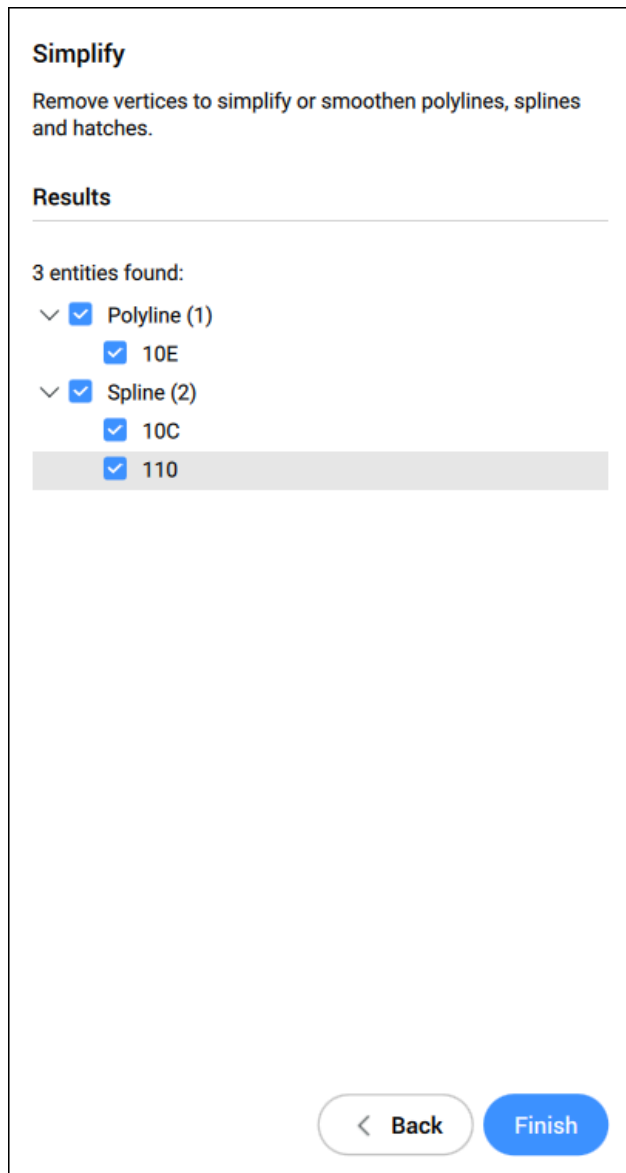 Simplify
Remove vertices to simplify or smoothen polylines, splines
and hatches.
Results
3 entities found:
Polyline (1)
10E
Spline (2)
10C
110
Back
Finish